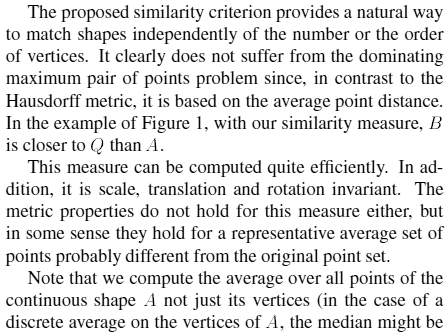 The proposed similarity criterion provides a natural way
to match shapes independently of the number or the order
of vertices. It clearly does not suffer from the dominating
maximum pair of points problem since, in contrast to the
Hausdorff metric, it is based on the average point distance.
In the example of Figure 1, with our similarity measure, B
is closer to Q than A.
This measure can be computed quite efficiently. In ad-
dition, it is scale, translation and rotation invariant. The
metric properties do not hold for this measure either, but
in some sense they hold for a representative average set of
points probably different from the original point set.
Note that we compute the average over all points of the
continuous shape A not just its vertices (in the case of a
discrete average on the vertices of A, the median might be